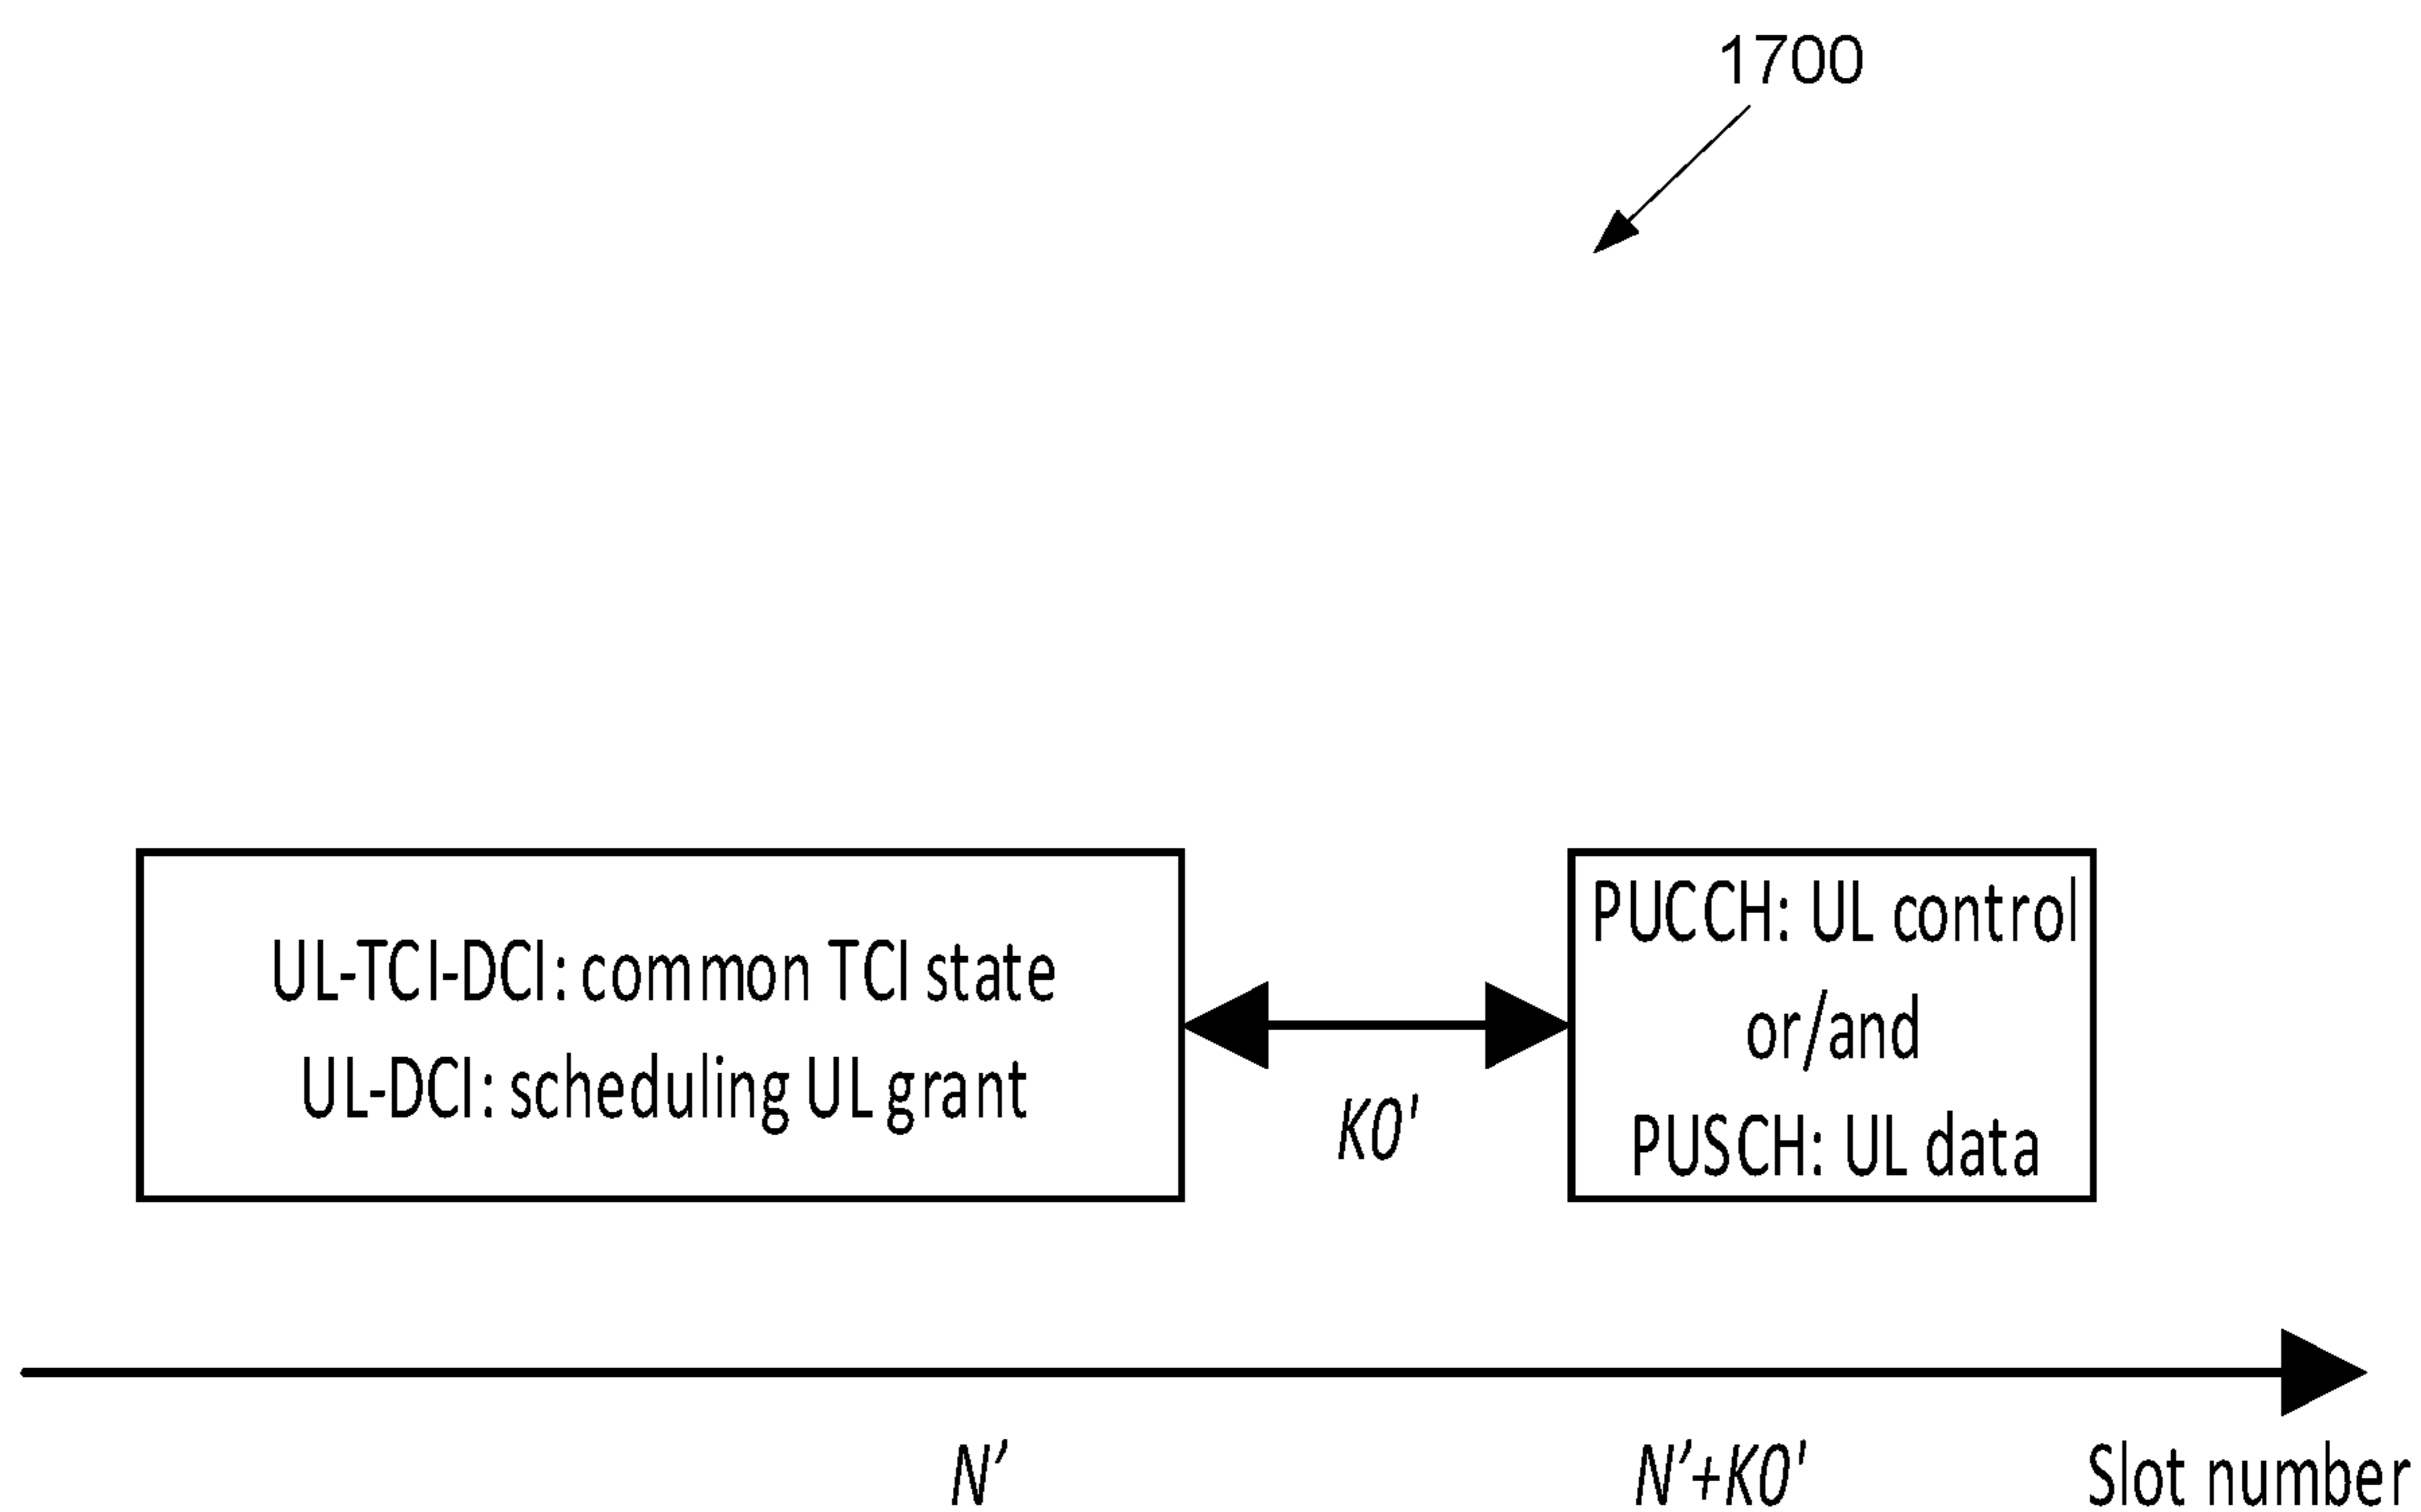 1700
UL-TCI-DCI: common TCI state
UL-DCI: scheduling UL grant
K0'
PUCCH: UL control
or/and
PUSCH: UL data
N'
N'+K0'
Slot number